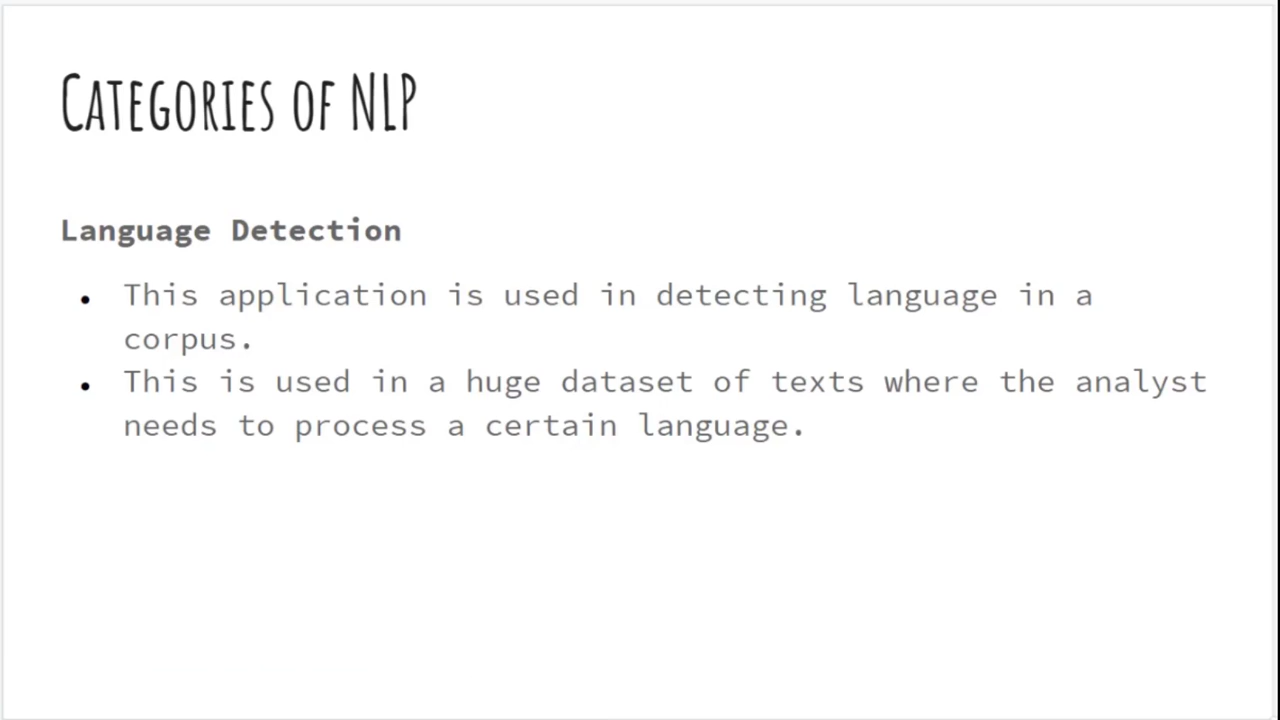 Categories of NLP
Language Detection
• This application is used in detecting language in a
corpus.
• This is used in a huge dataset of texts where the analyst
needs to process a certain language.